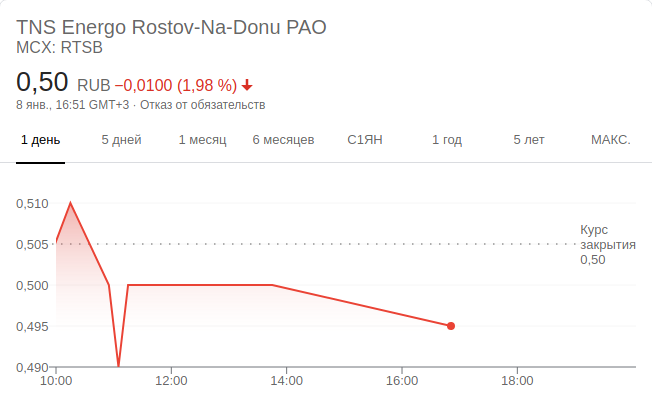 TNS Energo Rostov-Na-Donu PAO
MCX: RTSB
0,50 RUB −0,0100 (1,98 %)
8 янв., 16:51 GMT+3 · Отказ от обязательств
1 день 5 дней 1 месяц 6 месяцев С1ЯН 1 год 5 лет МАКС.
0,510
Курс
0,505 закрытия
0,50
0,500
0,495
0,490
10:00 12:00 14:00 16:00 18:00